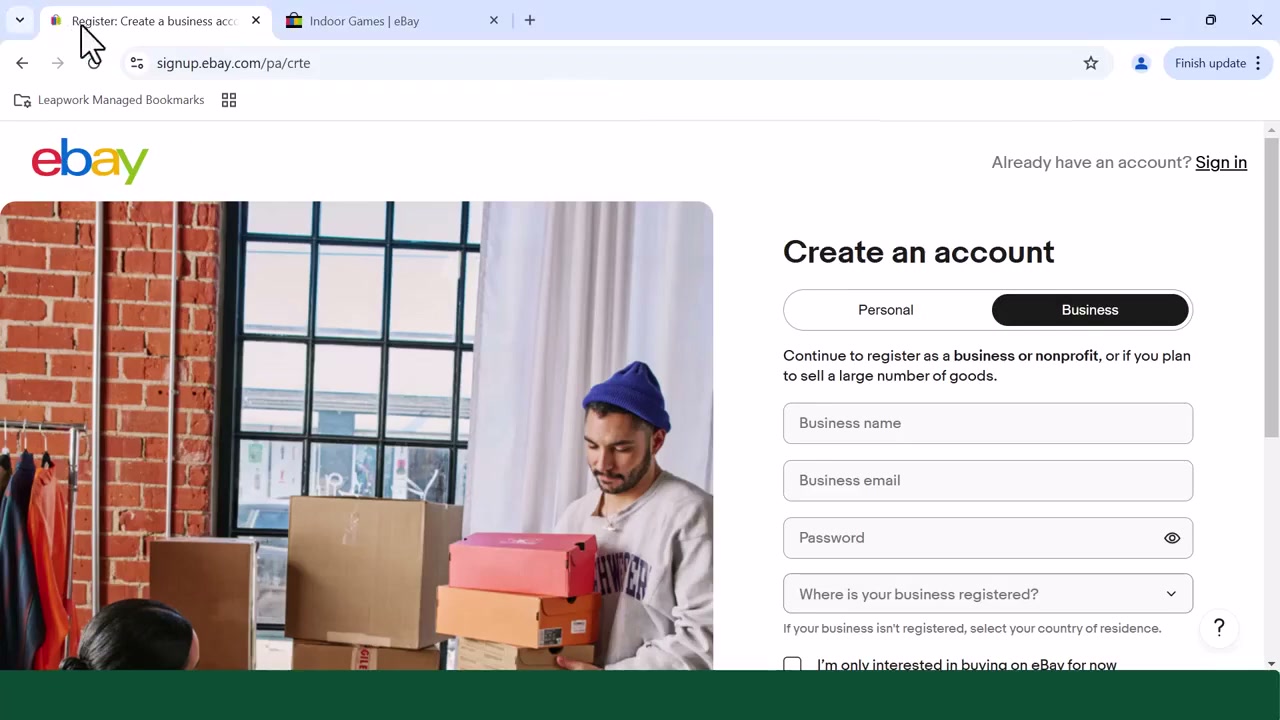 Register: Create a business acc
Indoor Games | eBay
signup.ebay.com/pa/crte
Finish update
Leapwork Managed Bookmarks
ebay
Already have an account? Sign in
Create an account
Personal
Business
Continue to register as a business or nonprofit, or if you plan
to sell a large number of goods.
Business name
Business email
Password
Where is your business registered?
If your business isn't registered, select your country of residence.
?
I'm only interested in buying on eBay for now